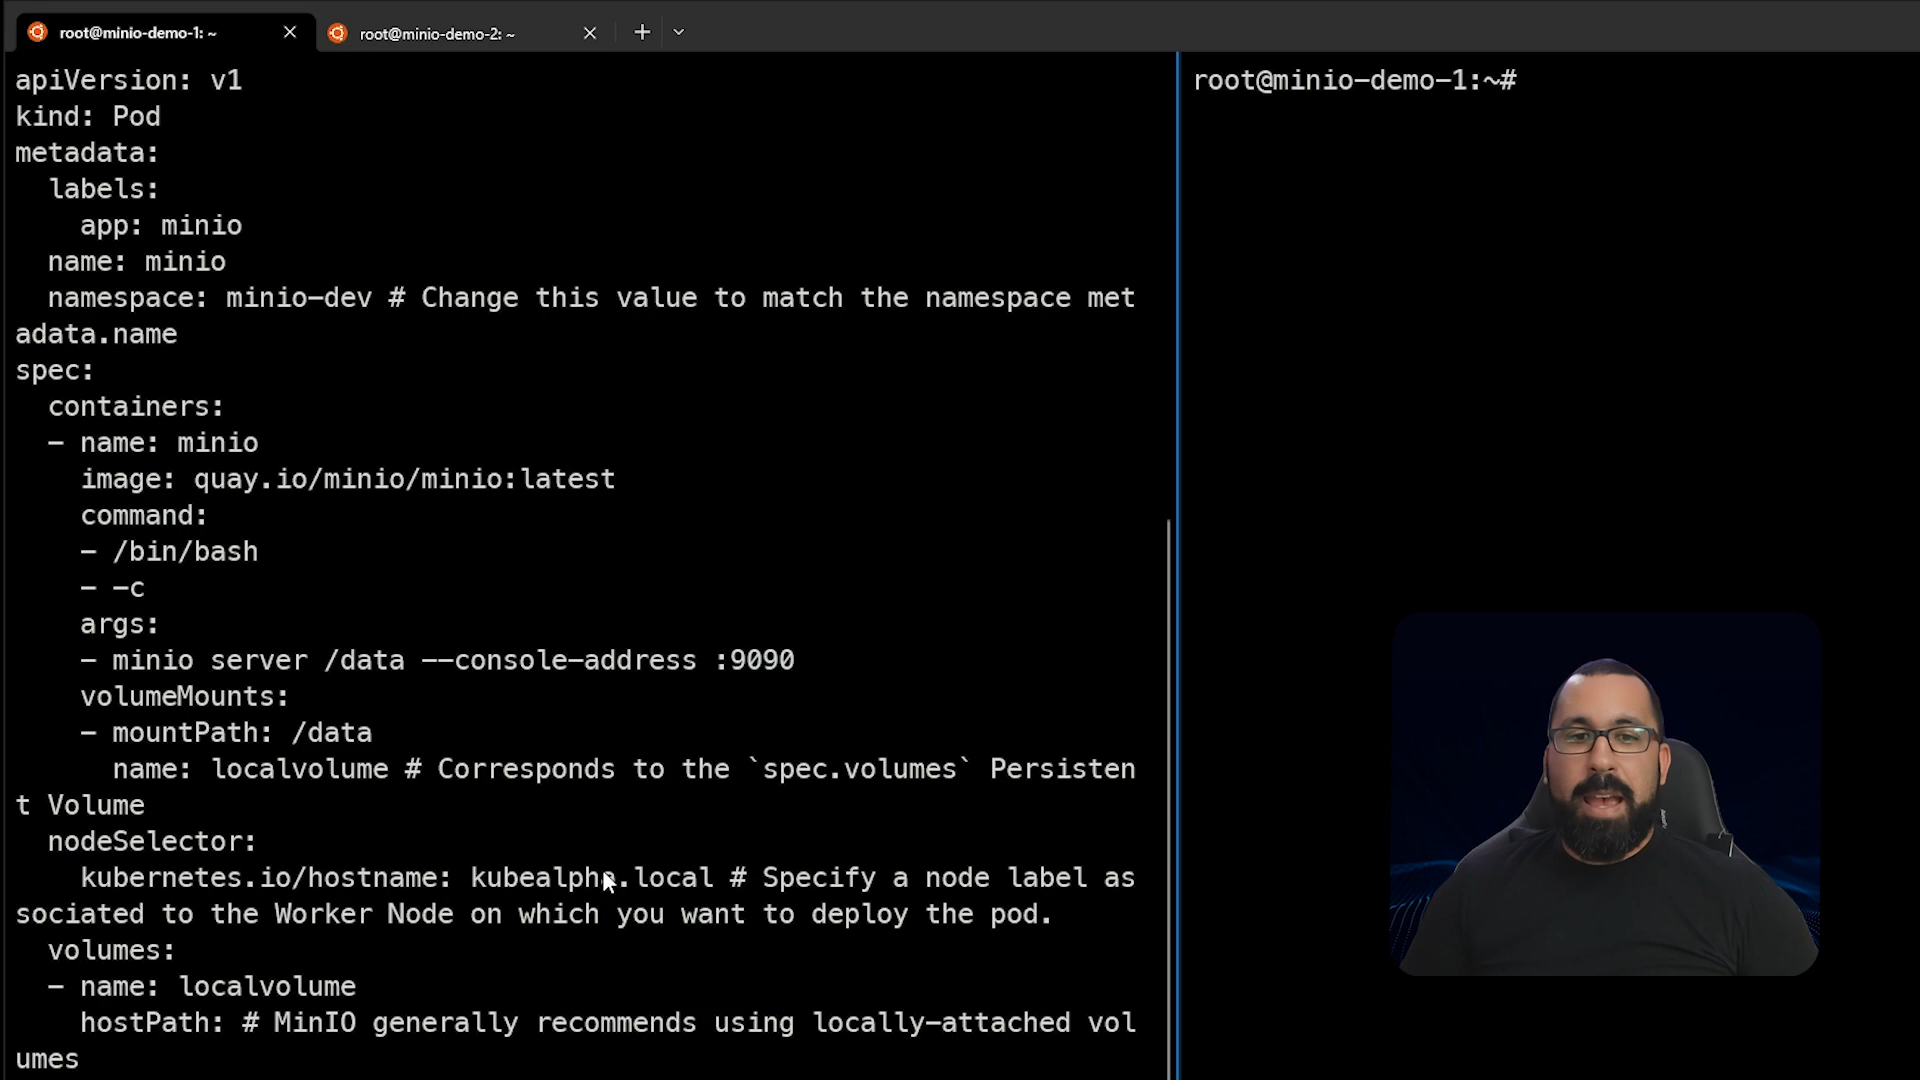 root@minio-demo-1: ~
root@minio-demo-2: ~
apiVersion: v1
kind: Pod
metadata:
  labels:
    app: minio
  name: minio
  namespace: minio-dev # Change this value to match the namespace met
adata.name
spec:
  containers:
  - name: minio
    image: quay.io/minio/minio:latest
    command:
    - /bin/bash
    - -c
    args:
    - minio server /data --console-address :9090
    volumeMounts:
    - mountPath: /data
      name: localvolume # Corresponds to the `spec.volumes` Persisten
t Volume
  nodeSelector:
    kubernetes.io/hostname: kubealpha.local # Specify a node label as
sociated to the Worker Node on which you want to deploy the pod.
  volumes:
  - name: localvolume
    hostPath: # MinIO generally recommends using locally-attached vol
umes
root@minio-demo-1:~#